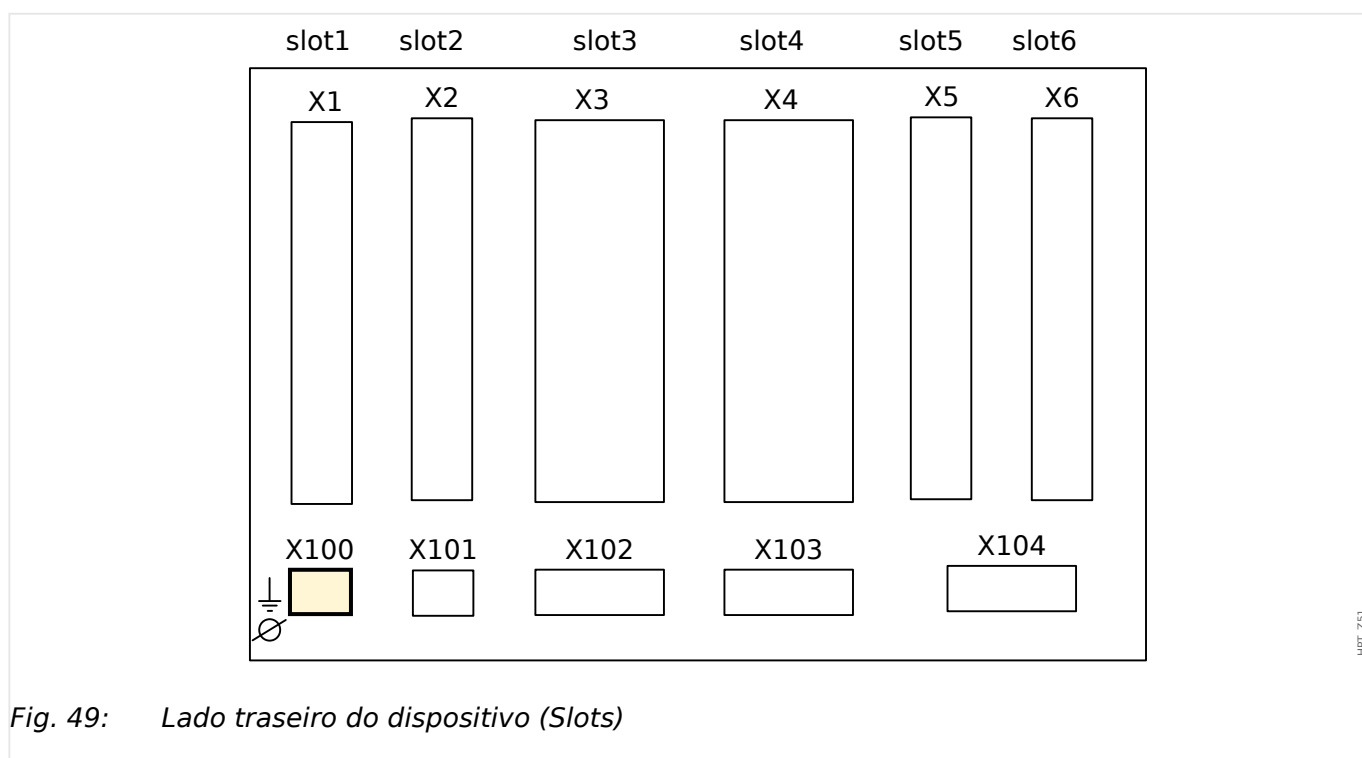 slot1 slot2 slot3 slot4 slot5 slot6
X1 X2 X3 X4 X5 X6
X100 X101 X102 X103 X104
Fig. 49: Lado traseiro do dispositivo (Slots)